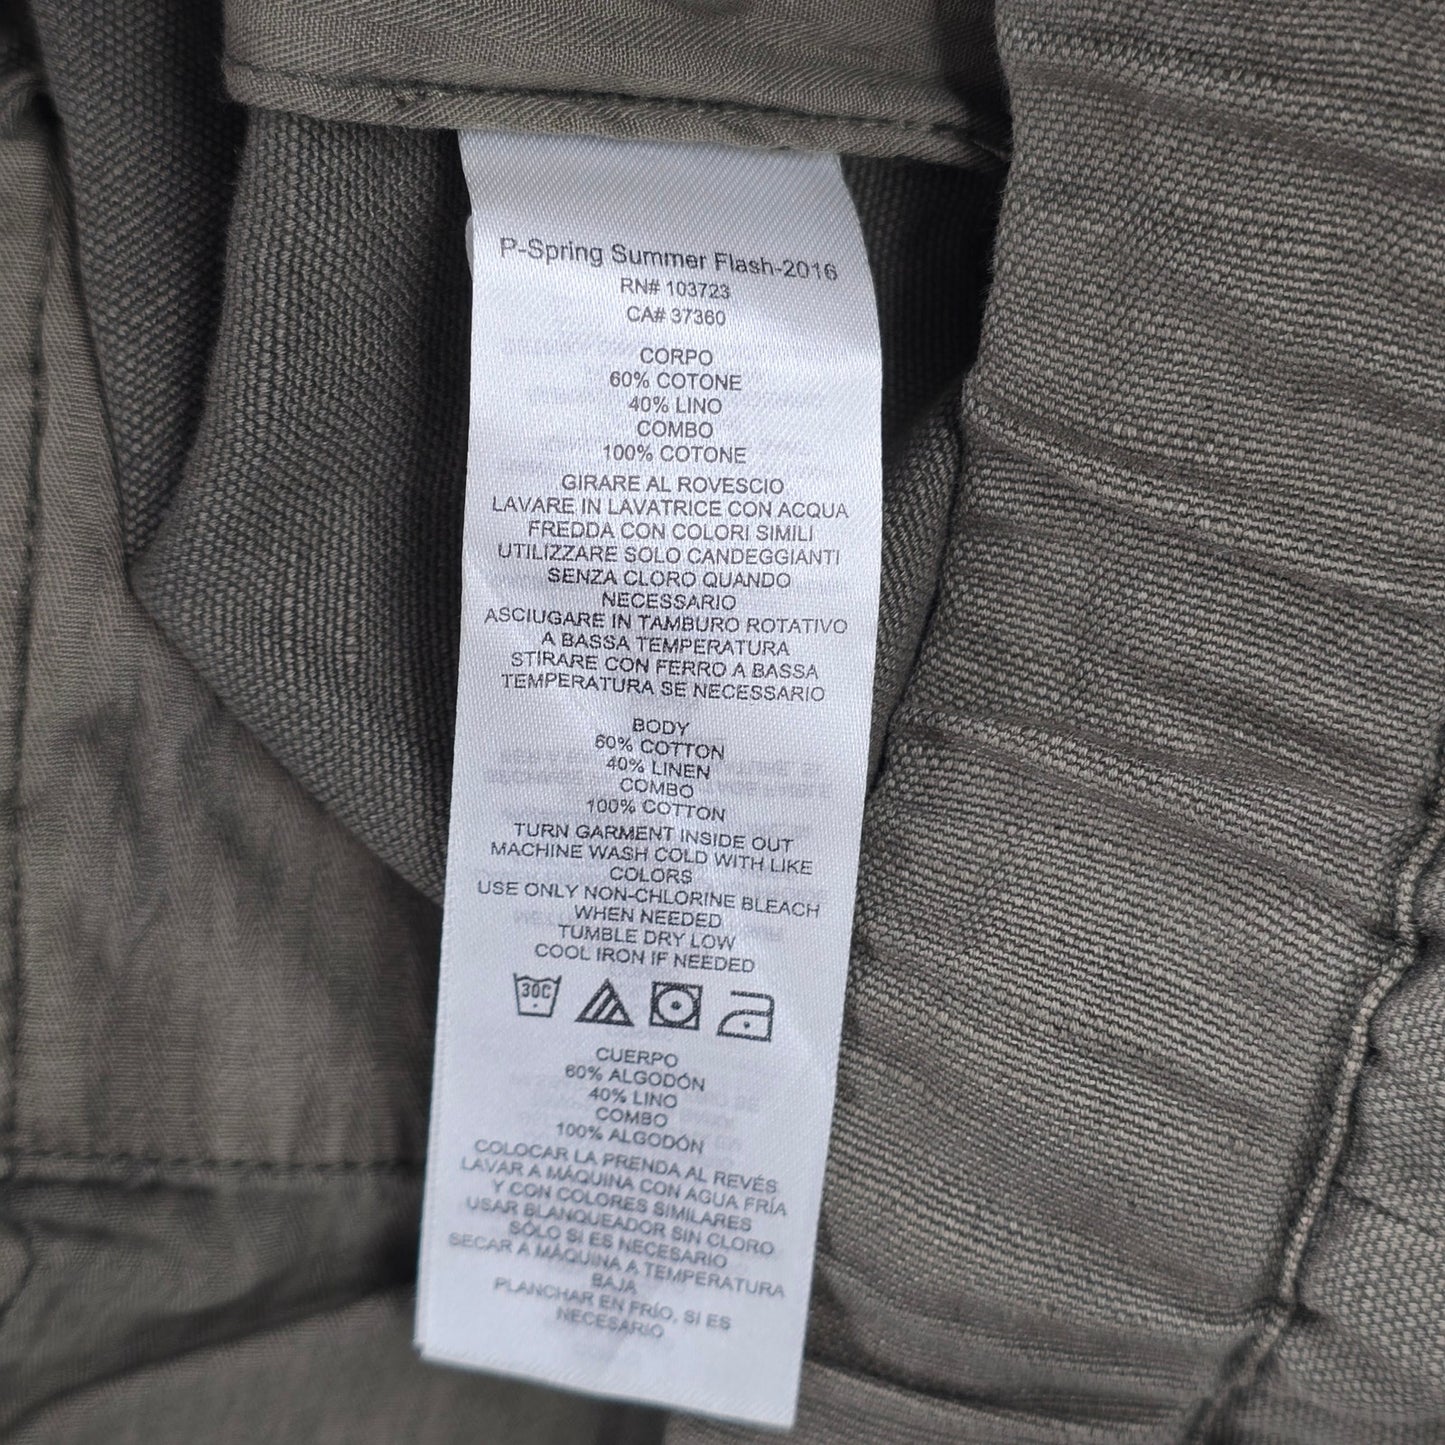 P-Spring Summer Flash-2016
RN# 103723
CA# 37360
CORPO
60% COTONE
40% LINO
COMBO
100% COTONE
GIRARE AL ROVESCIO
LAVARE IN LAVATRICE CON ACQUA
FREDDA CON COLORI SIMILI
UTILIZZARE SOLO CANDEGGIANTI
SENZA CLORO QUANDO
NECESSARIO
ASCIUGARE IN TAMBURO ROTATIVO
A BASSA TEMPERATURA
STIRARE CON FERRO A BASSA
TEMPERATURA SE NECESSARIO
BODY
60% COTTON
40% LINEN
COMBO
100% COTTON
TURN GARMENT INSIDE OUT
MACHINE WASH COLD WITH LIKE
COLORS
USE ONLY NON-CHLORINE BLEACH
WHEN NEEDED
TUMBLE DRY LOW
COOL IRON IF NEEDED
30C
CUERPO
60% ALGODÓN
40% LINO
COMBO
100% ALGODÓN
COLOCAR LA PRENDA AL REVÉS
LAVAR A MÁQUINA CON AGUA FRÍA
Y CON COLORES SIMILARES
USAR BLANQUEADOR SIN CLORO
SÓLO SI ES NECESARIO
SECAR A MÁQUINA A TEMPERATURA
BAJA
PLANCHAR EN FRÍO, SI ES
NECESARIO